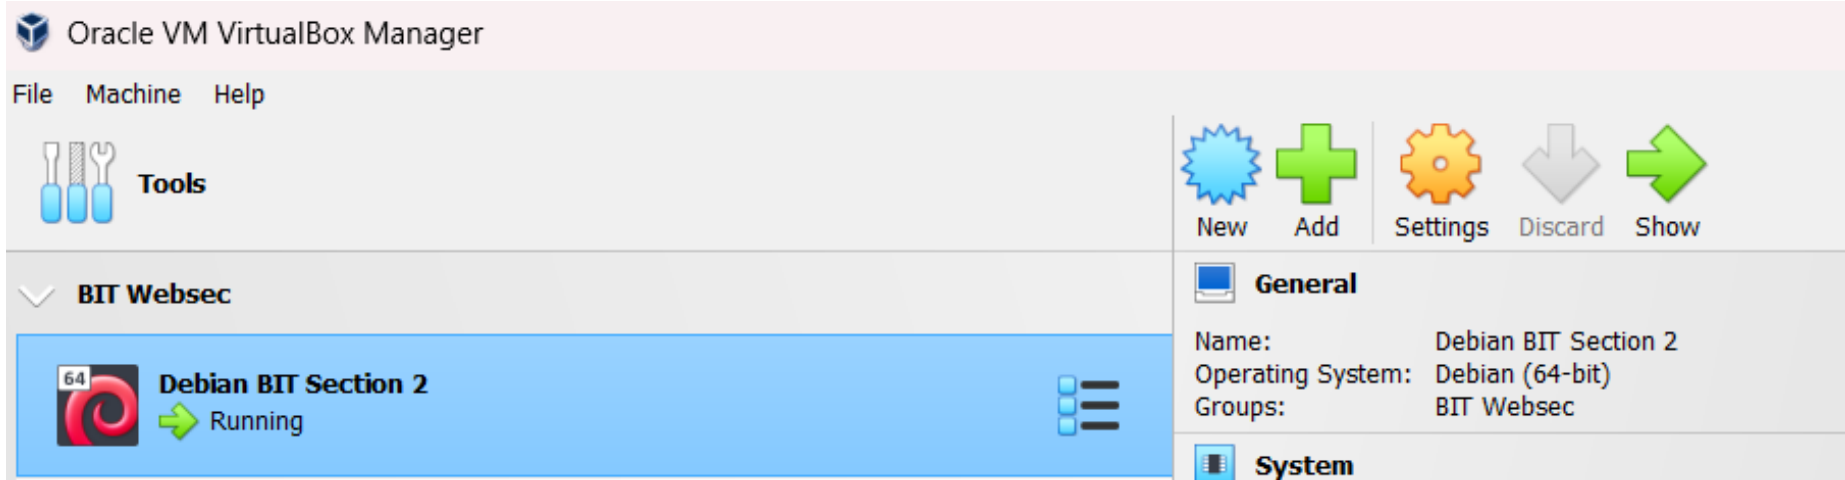 Oracle VM VirtualBox Manager
File Machine Help
Tools
New Add Settings Discard Show
BIT Websec
64
Debian BIT Section 2
Running
General
Name: Debian BIT Section 2
Operating System: Debian (64-bit)
Groups: BIT Websec
System